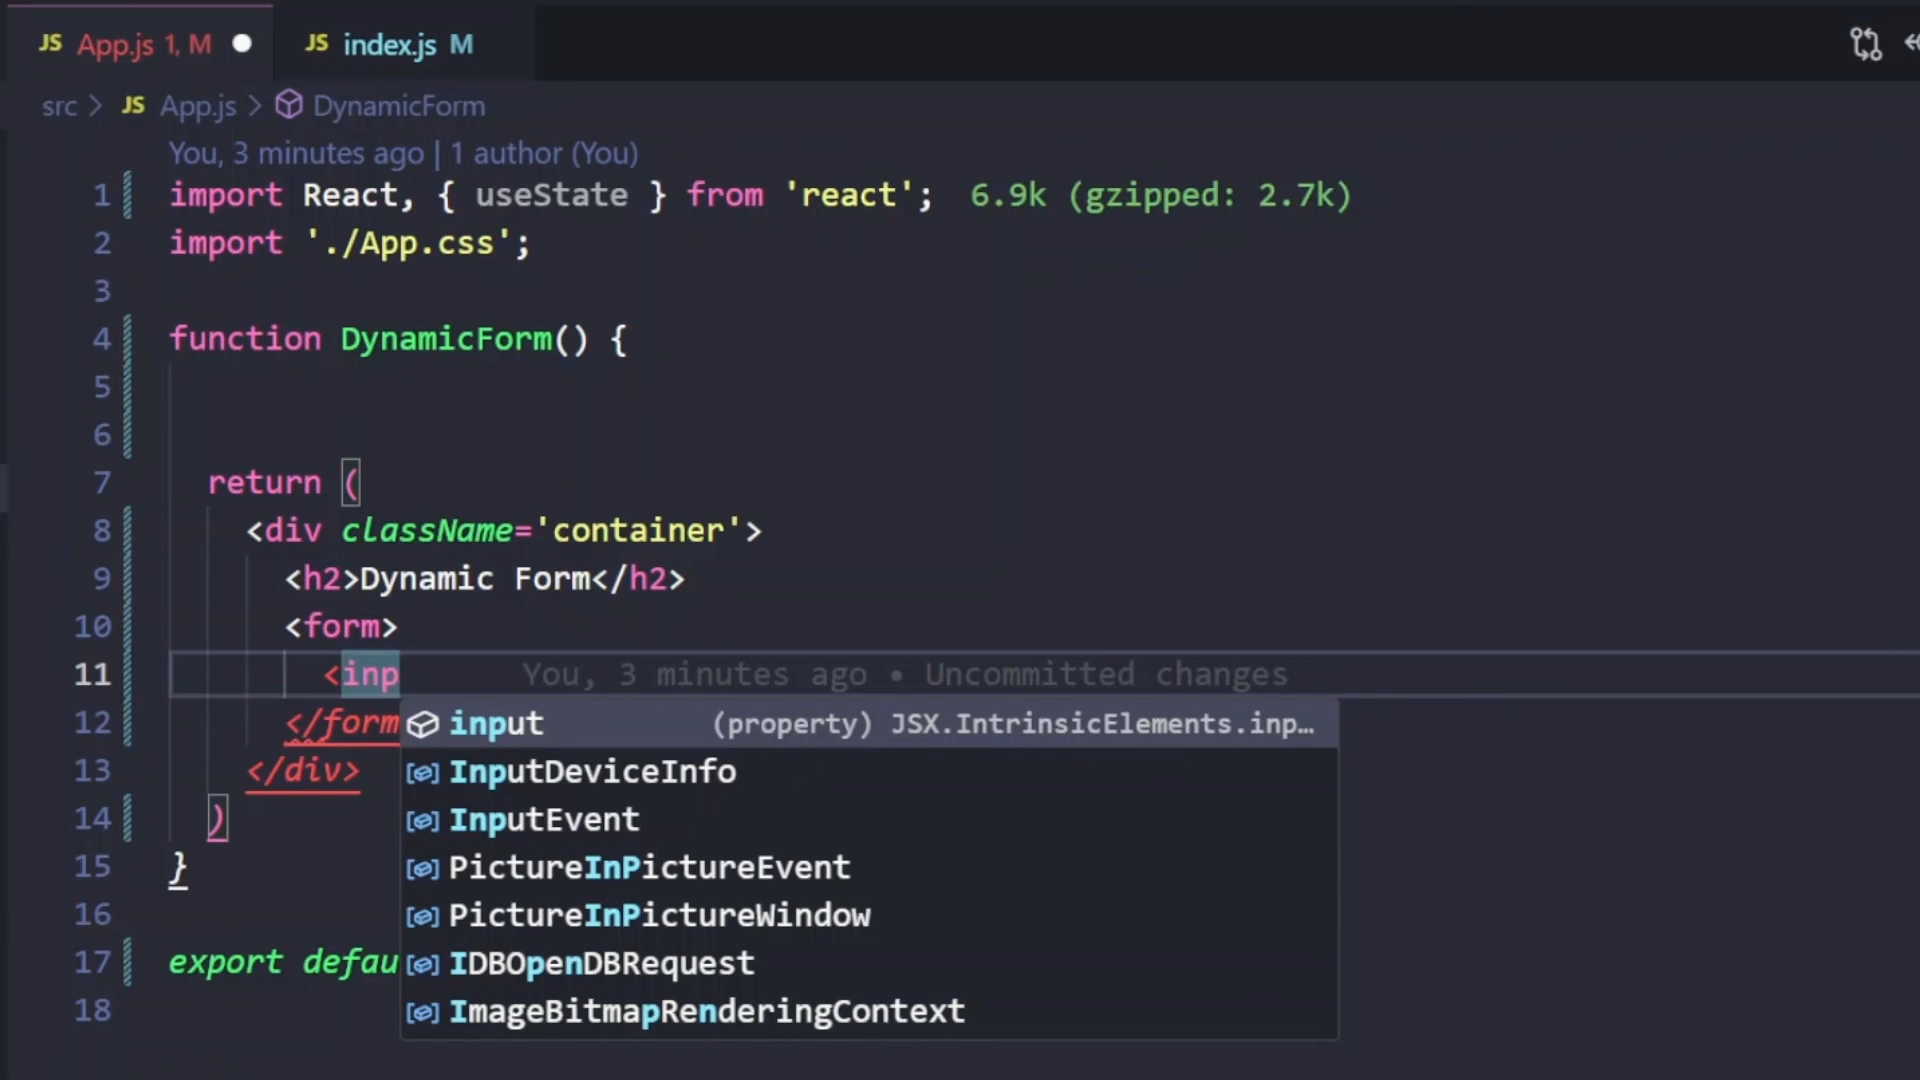 JS App.js 1, M JS index.js M
src > JS App.js > DynamicForm
You, 3 minutes ago | 1 author (You)
1 import React, { useState } from 'react'; 6.9k (gzipped: 2.7k)
2 import './App.css';
3
4 function DynamicForm() {
5
6
7 return (
8 <div className='container'>
9 <h2>Dynamic Form</h2>
10 <form>
11 <inp You, 3 minutes ago • Uncommitted changes
12 </form input (property) JSX.IntrinsicElements.inp…
13 </div> InputDeviceInfo
14 ) InputEvent
15 } PictureInPictureEvent
16 PictureInPictureWindow
17 export defau IDBOpenDBRequest
18 ImageBitmapRenderingContext